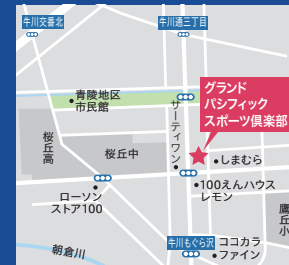 牛川交番北
牛川通三丁目
青陵地区
市民館
サーティワン
グランド
パシフィック
スポーツ倶楽部
桜丘高
桜丘中
しまむら
100えんハウス
レモン
ローソン
ストア100
鷹丘小
朝倉川
牛川もぐら沢
ココカラ
ファイン